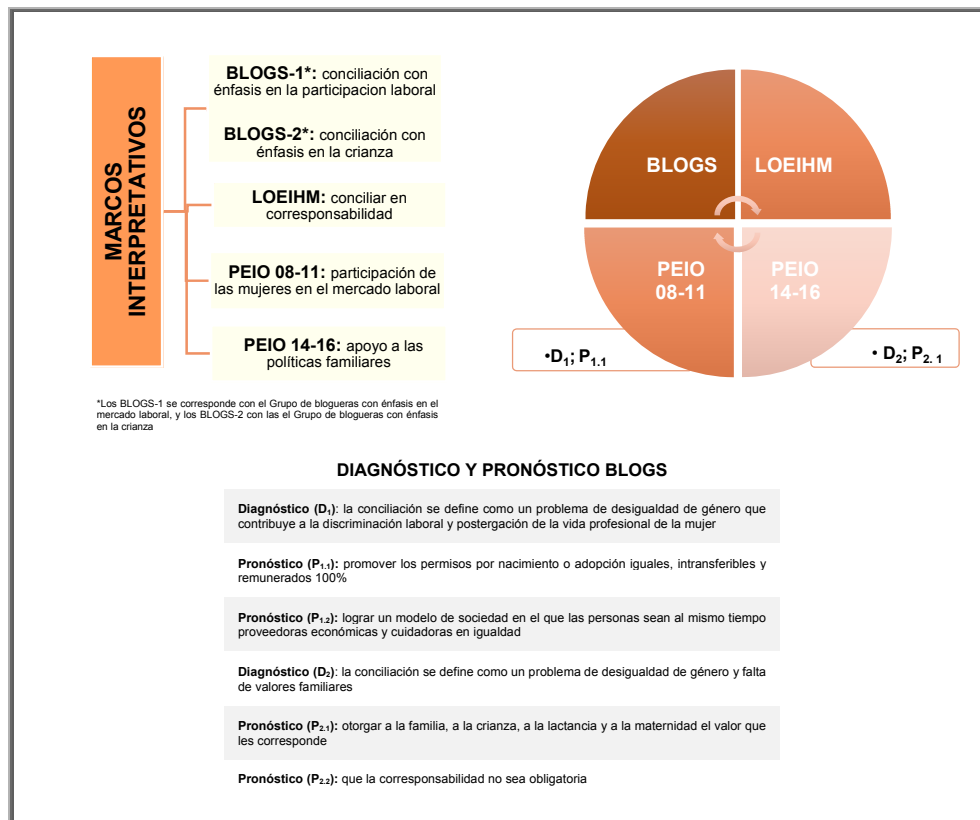 MARCOS
INTERPRETATIVOS
BLOGS-1*: conciliación con
énfasis en la participacion laboral
BLOGS-2*: conciliación con
énfasis en la crianza
LOEIHM: conciliar en
corresponsabilidad
PEIO 08-11: participación de
las mujeres en el mercado laboral
PEIO 14-16: apoyo a las
políticas familiares
*Los BLOGS-1 se corresponde con el Grupo de blogueras con énfasis en el
mercado laboral, y los BLOGS-2 con las el Grupo de blogueras con énfasis
en la crianza
BLOGS
LOEIHM
PEIO
08-11
PEIO
14-16
•D₁; P₁.₁
• D₂; P₂. ₁
DIAGNÓSTICO Y PRONÓSTICO BLOGS
Diagnóstico (D₁): la conciliación se define como un problema de desigualdad de género que
contribuye a la discriminación laboral y postergación de la vida profesional de la mujer
Pronóstico (P₁.₁): promover los permisos por nacimiento o adopción iguales, intransferibles y
remunerados 100%
Pronóstico (P₁.₂): lograr un modelo de sociedad en el que las personas sean al mismo tiempo
proveedoras económicas y cuidadoras en igualdad
Diagnóstico (D₂): la conciliación se define como un problema de desigualdad de género y falta
de valores familiares
Pronóstico (P₂.₁): otorgar a la familia, a la crianza, a la lactancia y a la maternidad el valor que
les corresponde
Pronóstico (P₂.₂): que la corresponsabilidad no sea obligatoria